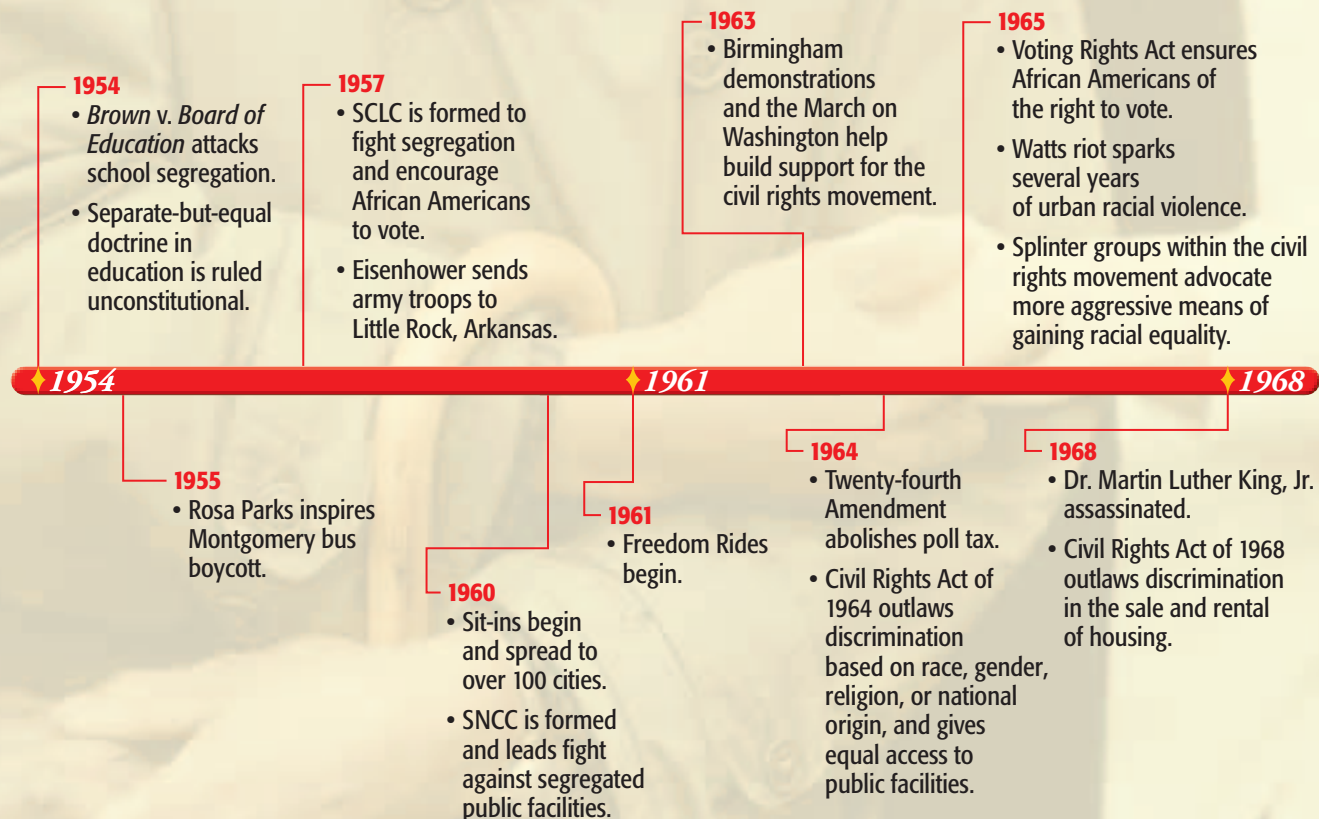 1954
• Brown v. Board of
Education attacks
school segregation.
• Separate-but-equal
doctrine in
education is ruled
unconstitutional.
1957
• SCLC is formed to
fight segregation
and encourage
African Americans
to vote.
• Eisenhower sends
army troops to
Little Rock, Arkansas.
1963
• Birmingham
demonstrations
and the March on
Washington help
build support for the
civil rights movement.
1965
• Voting Rights Act ensures
African Americans of
the right to vote.
• Watts riot sparks
several years
of urban racial violence.
• Splinter groups within the civil
rights movement advocate
more aggressive means of
gaining racial equality.
1954
1961
1968
1955
• Rosa Parks inspires
Montgomery bus
boycott.
1960
• Sit-ins begin
and spread to
over 100 cities.
• SNCC is formed
and leads fight
against segregated
public facilities.
1961
• Freedom Rides
begin.
1964
• Twenty-fourth
Amendment
abolishes poll tax.
• Civil Rights Act of
1964 outlaws
discrimination
based on race, gender,
religion, or national
origin, and gives
equal access to
public facilities.
1968
• Dr. Martin Luther King, Jr.
assassinated.
• Civil Rights Act of 1968
outlaws discrimination
in the sale and rental
of housing.